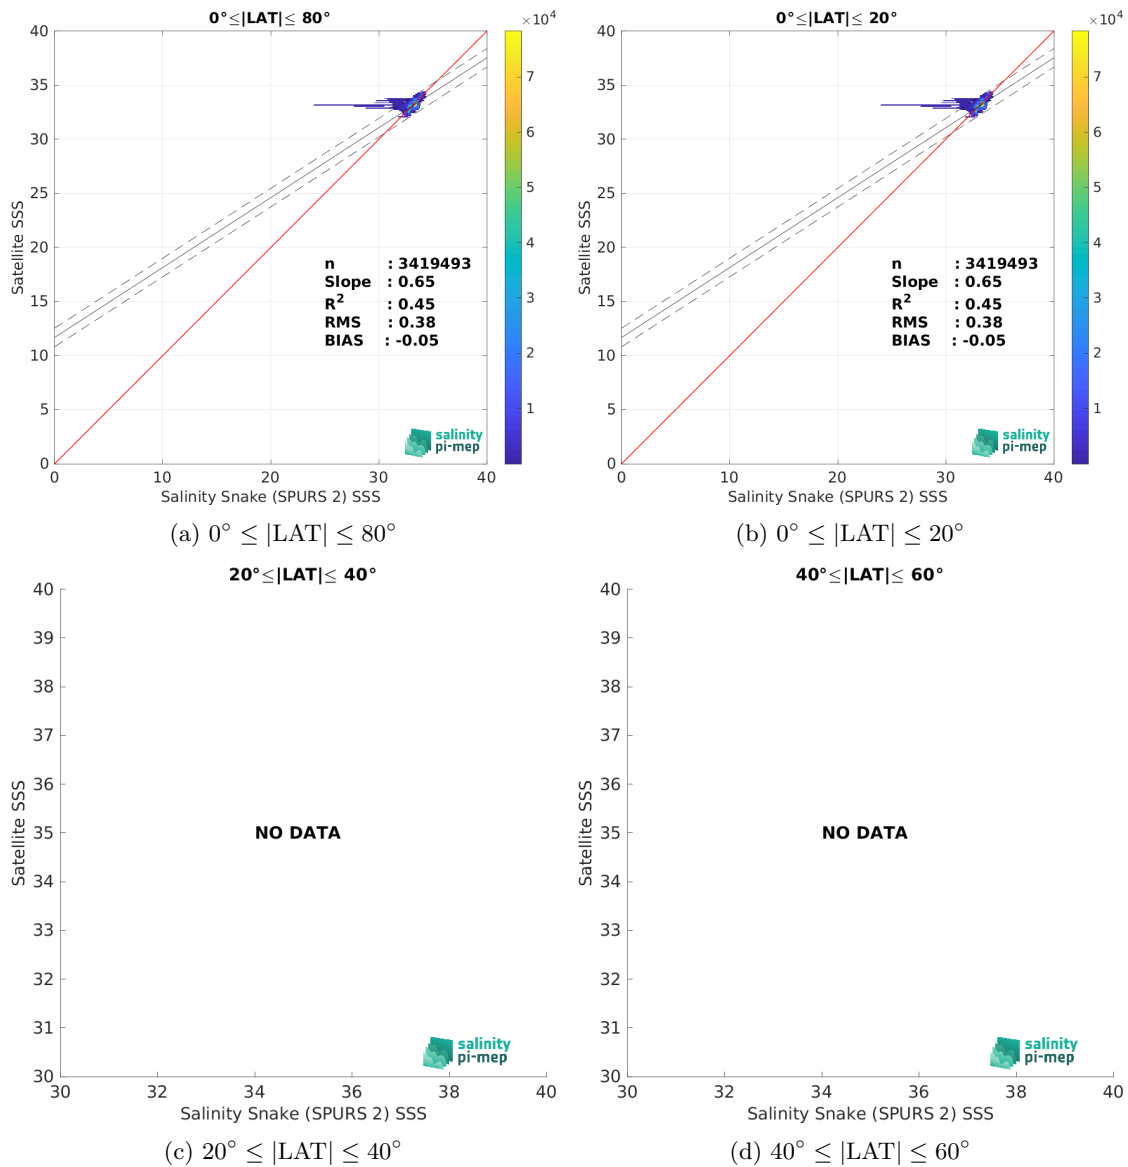 0°≤|LAT|≤ 80°
×10⁴
40
35
30
25
20
15
10
5
0
Satellite SSS
n : 3419493
Slope : 0.65
R² : 0.45
RMS : 0.38
BIAS : -0.05
salinity
pi-mep
7
6
5
4
3
2
1
0 10 20 30 40
Salinity Snake (SPURS 2) SSS
(a) 0° ≤ |LAT| ≤ 80°
0°≤|LAT|≤ 20°
×10⁴
40
35
30
25
20
15
10
5
0
Satellite SSS
n : 3419493
Slope : 0.65
R² : 0.45
RMS : 0.38
BIAS : -0.05
salinity
pi-mep
7
6
5
4
3
2
1
0 10 20 30 40
Salinity Snake (SPURS 2) SSS
(b) 0° ≤ |LAT| ≤ 20°
20°≤|LAT|≤ 40°
40
39
38
37
36
35
34
33
32
31
30
Satellite SSS
NO DATA
salinity
pi-mep
30 32 34 36 38 40
Salinity Snake (SPURS 2) SSS
(c) 20° ≤ |LAT| ≤ 40°
40°≤|LAT|≤ 60°
40
39
38
37
36
35
34
33
32
31
30
Satellite SSS
NO DATA
salinity
pi-mep
30 32 34 36 38 40
Salinity Snake (SPURS 2) SSS
(d) 40° ≤ |LAT| ≤ 60°